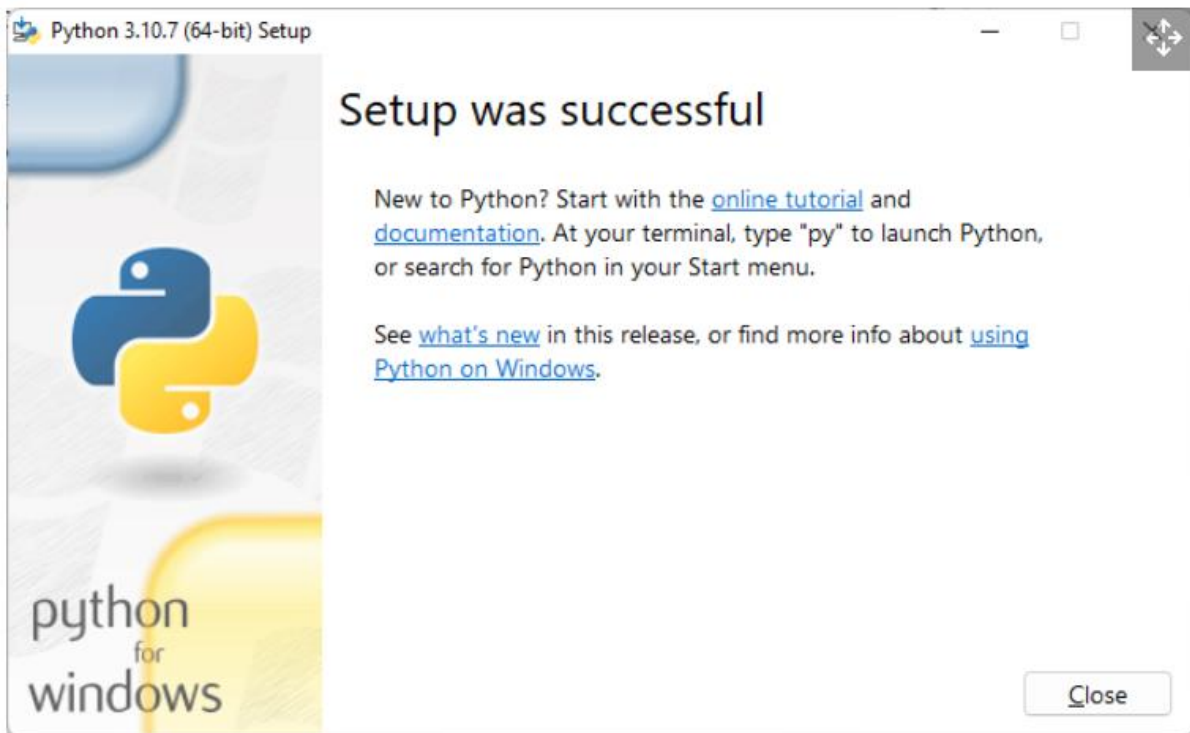 Python 3.10.7 (64-bit) Setup
Setup was successful
New to Python? Start with the online tutorial and
documentation. At your terminal, type "py" to launch Python,
or search for Python in your Start menu.
See what's new in this release, or find more info about using
Python on Windows.
python
for
windows
Close